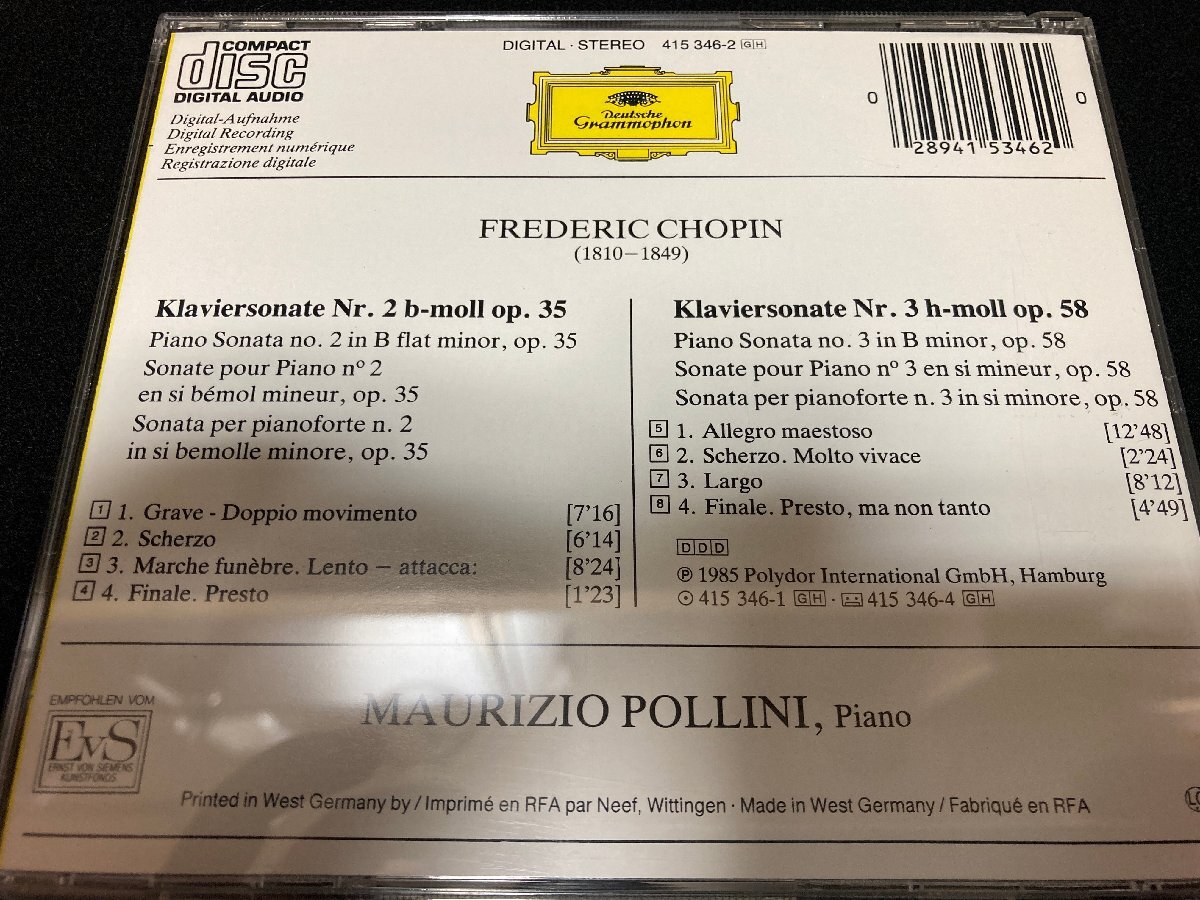 COMPACT
disc
DIGITAL AUDIO
Digital-Aufnahme
Digital Recording
Enregistrement numérique
Registrazione digitale
DIGITAL · STEREO 415 346-2 GH
Deutsche
Grammophon
0 28941 53462 0
FREDERIC CHOPIN
(1810–1849)
Klaviersonate Nr. 2 b-moll op. 35
Piano Sonata no. 2 in B flat minor, op. 35
Sonate pour Piano nº 2
en si bémol mineur, op. 35
Sonata per pianoforte n. 2
in si bemolle minore, op. 35
1 1. Grave - Doppio movimento [7'16]
2 2. Scherzo [6'14]
3 3. Marche funèbre. Lento – attacca: [8'24]
4 4. Finale. Presto [1'23]
Klaviersonate Nr. 3 h-moll op. 58
Piano Sonata no. 3 in B minor, op. 58
Sonate pour Piano nº 3 en si mineur, op. 58
Sonata per pianoforte n. 3 in si minore, op. 58
5 1. Allegro maestoso [12'48]
6 2. Scherzo. Molto vivace [2'24]
7 3. Largo [8'12]
8 4. Finale. Presto, ma non tanto [4'49]
DDD
℗ 1985 Polydor International GmbH, Hamburg
415 346-1 GH · 415 346-4 GH
MAURIZIO POLLINI, Piano
EMPFOHLEN VOM
EvS
ERNST VON SIEMENS
KUNSTFONDS
Printed in West Germany by / Imprimé en RFA par Neef, Wittingen · Made in West Germany / Fabriqué en RFA